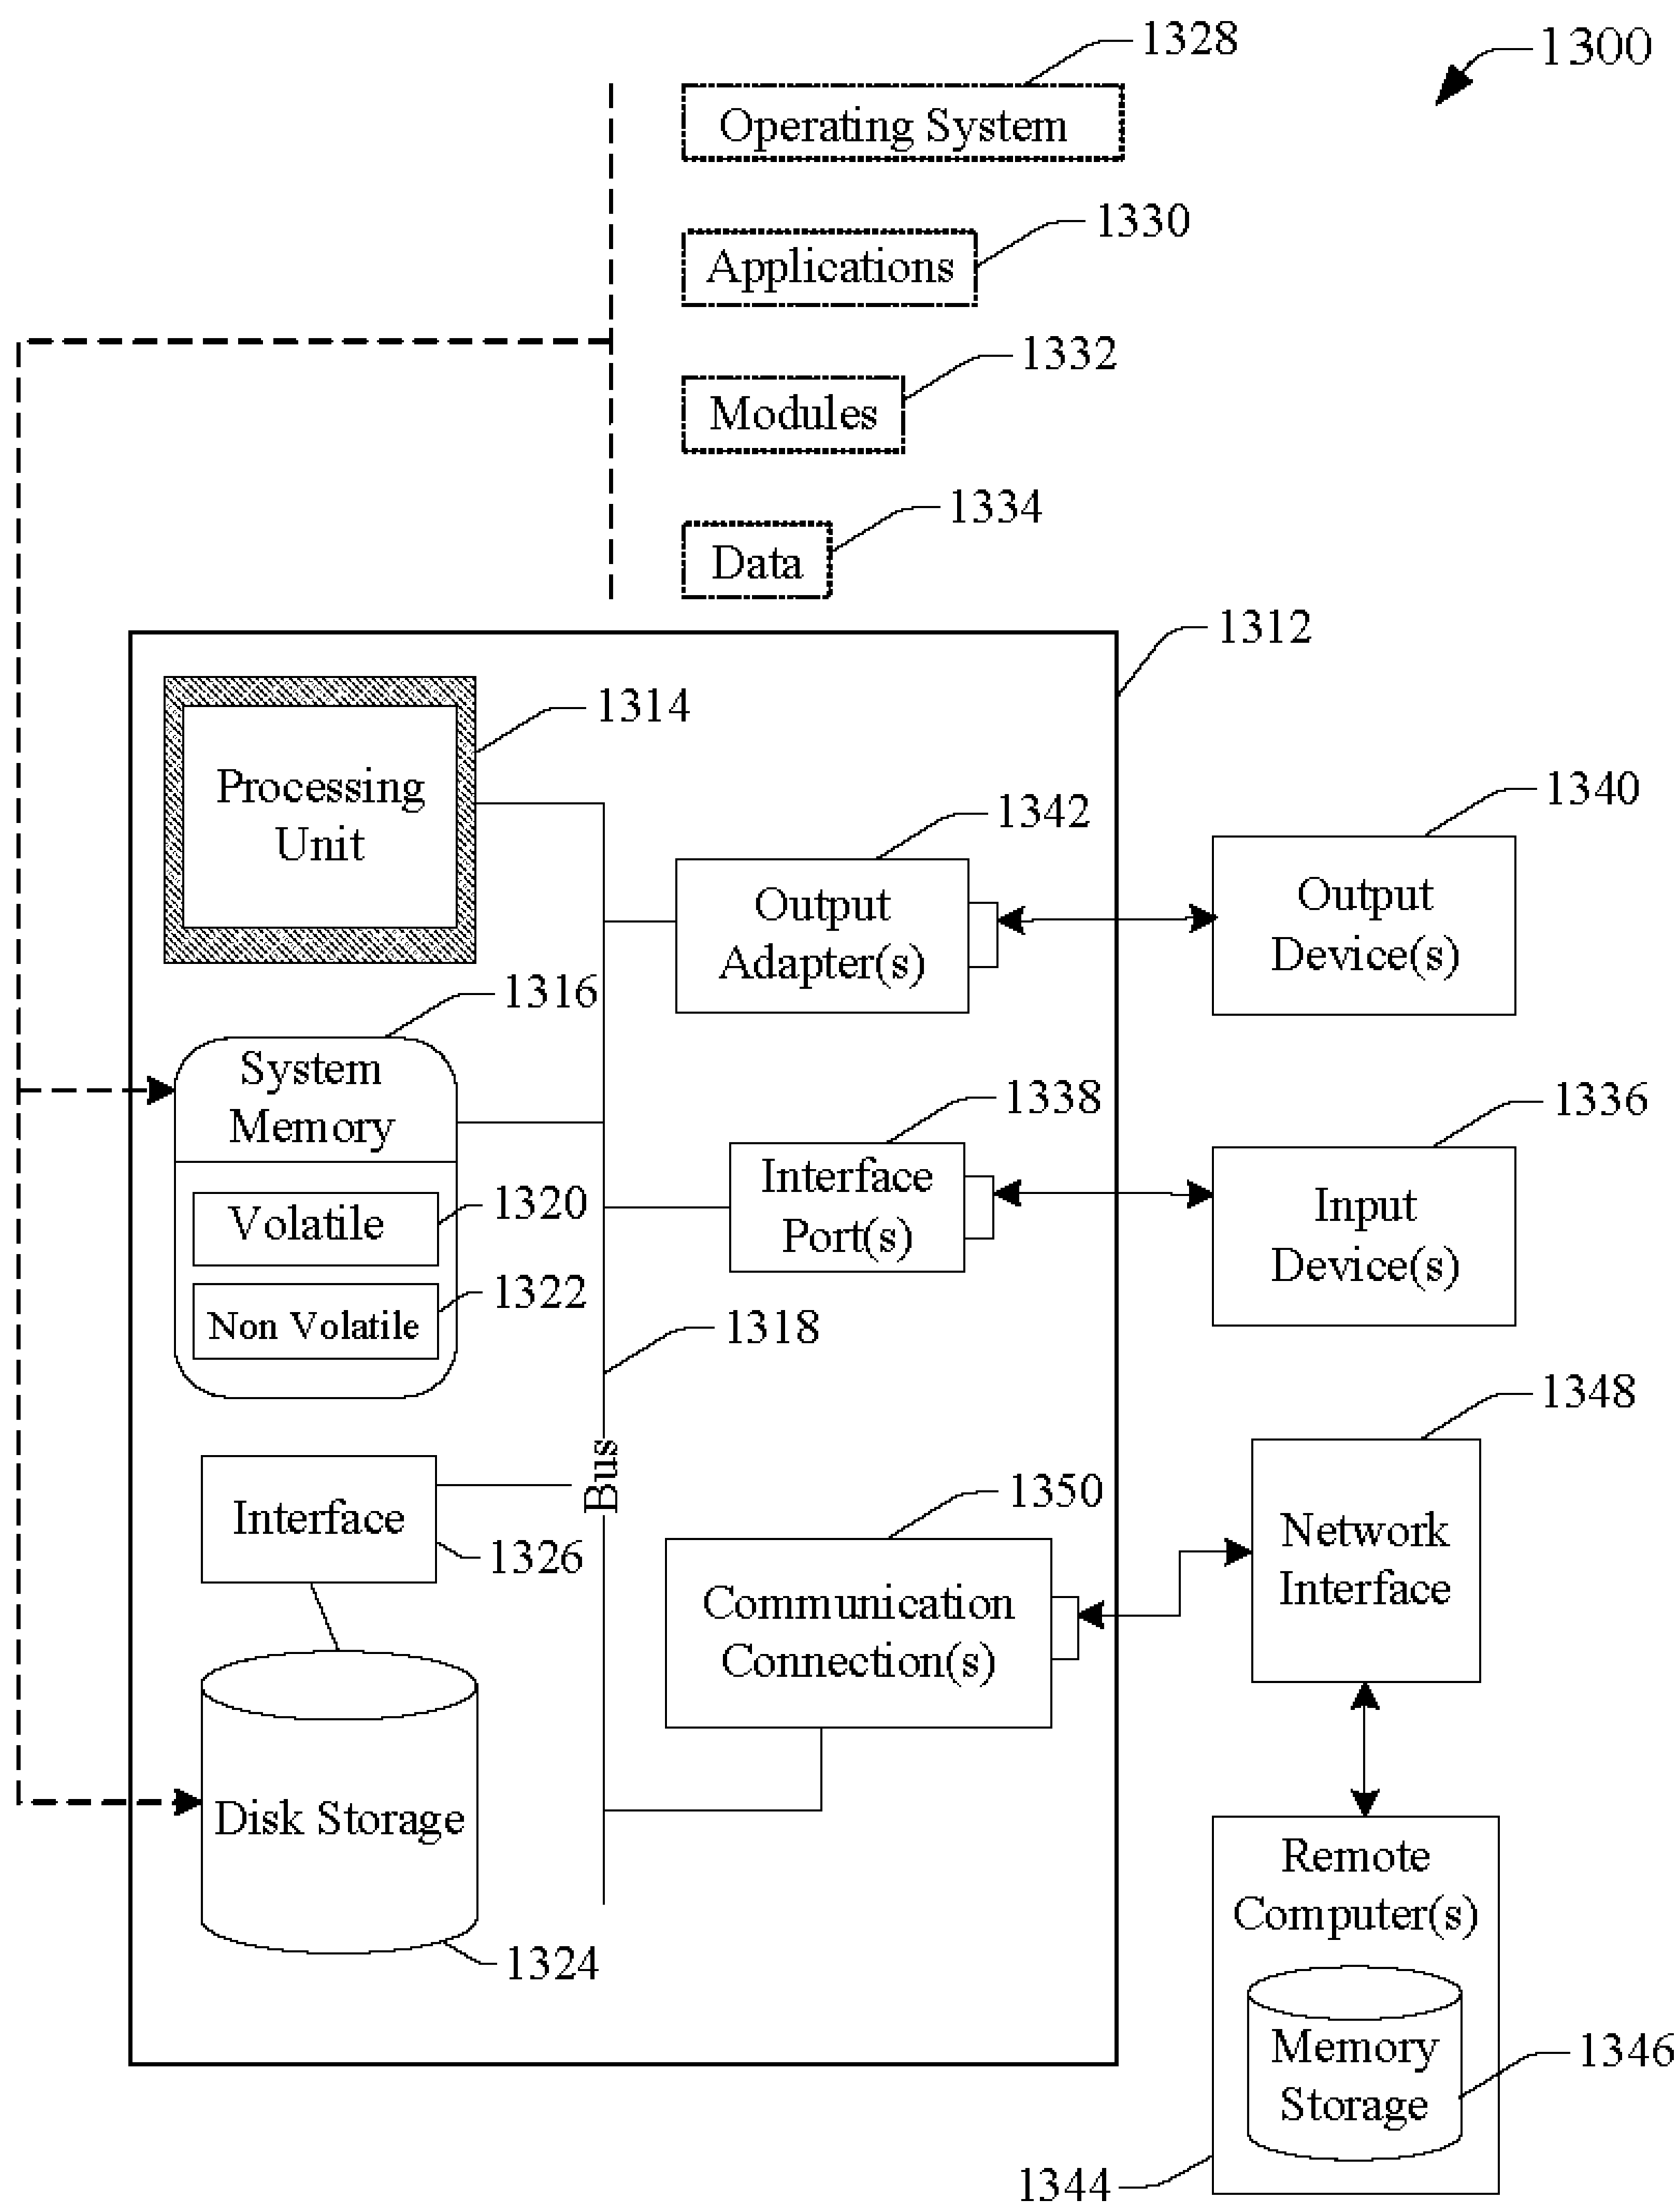 1328
1300
Operating System
1330
Applications
1332
Modules
1334
Data
1312
1314
Processing
Unit
1342
1340
Output
Adapter(s)
Output
Device(s)
1316
System
Memory
1338
1336
Interface
Port(s)
Input
Device(s)
1320
Volatile
1322
Non Volatile
1318
1348
Bus
1350
Interface
1326
Network
Interface
Communication
Connection(s)
Disk Storage
1324
Remote
Computer(s)
Memory
Storage
1346
1344